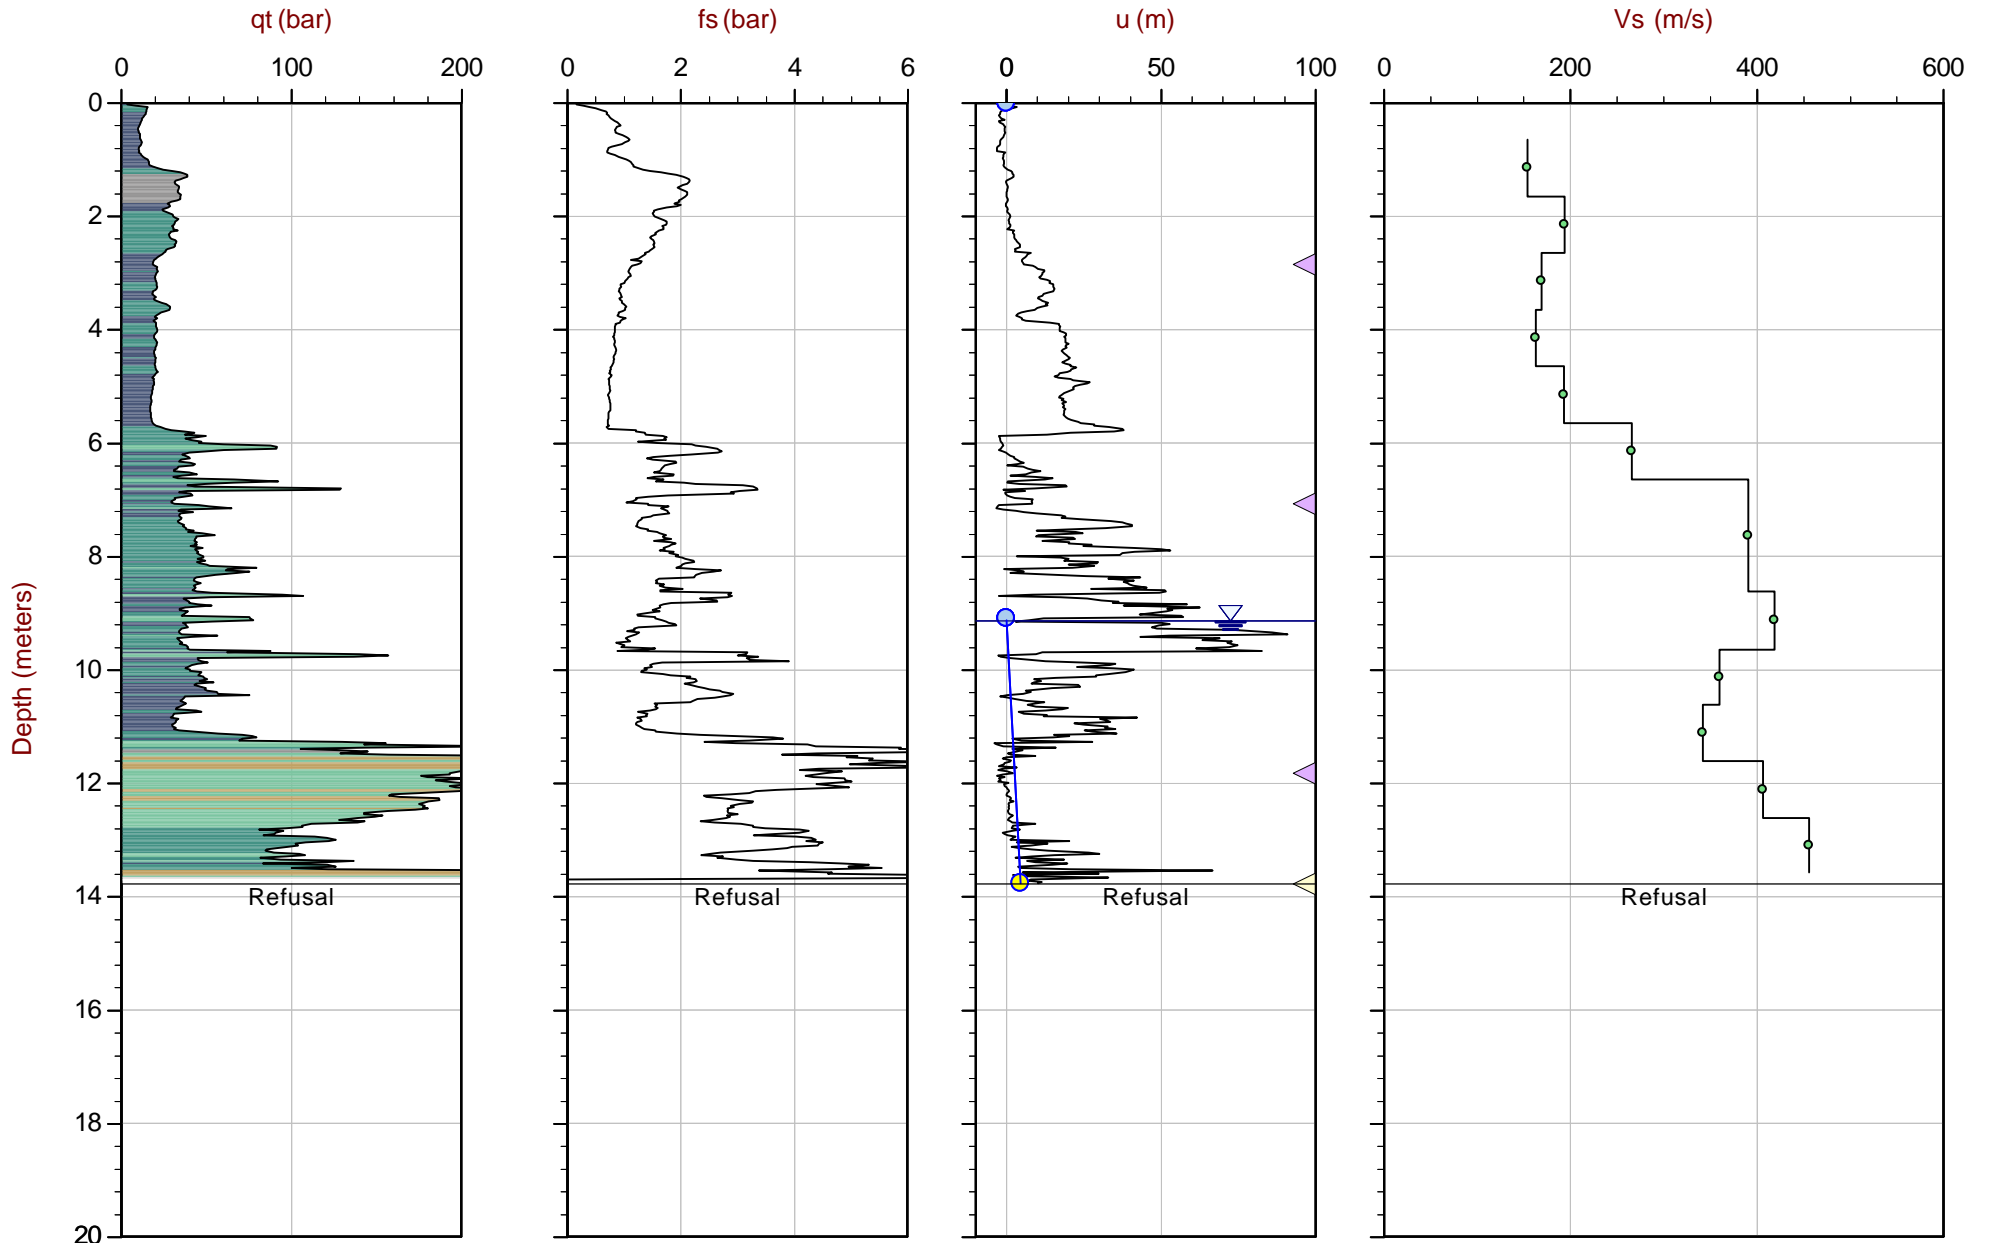 qt (bar) fs (bar) u (m) Vs (m/s)
0 100 200 0 2 4 6 0 50 100 0 200 400 600
0
2
4
6
8
10
12
14
16
18
20
Depth (meters)
Refusal Refusal Refusal Refusal